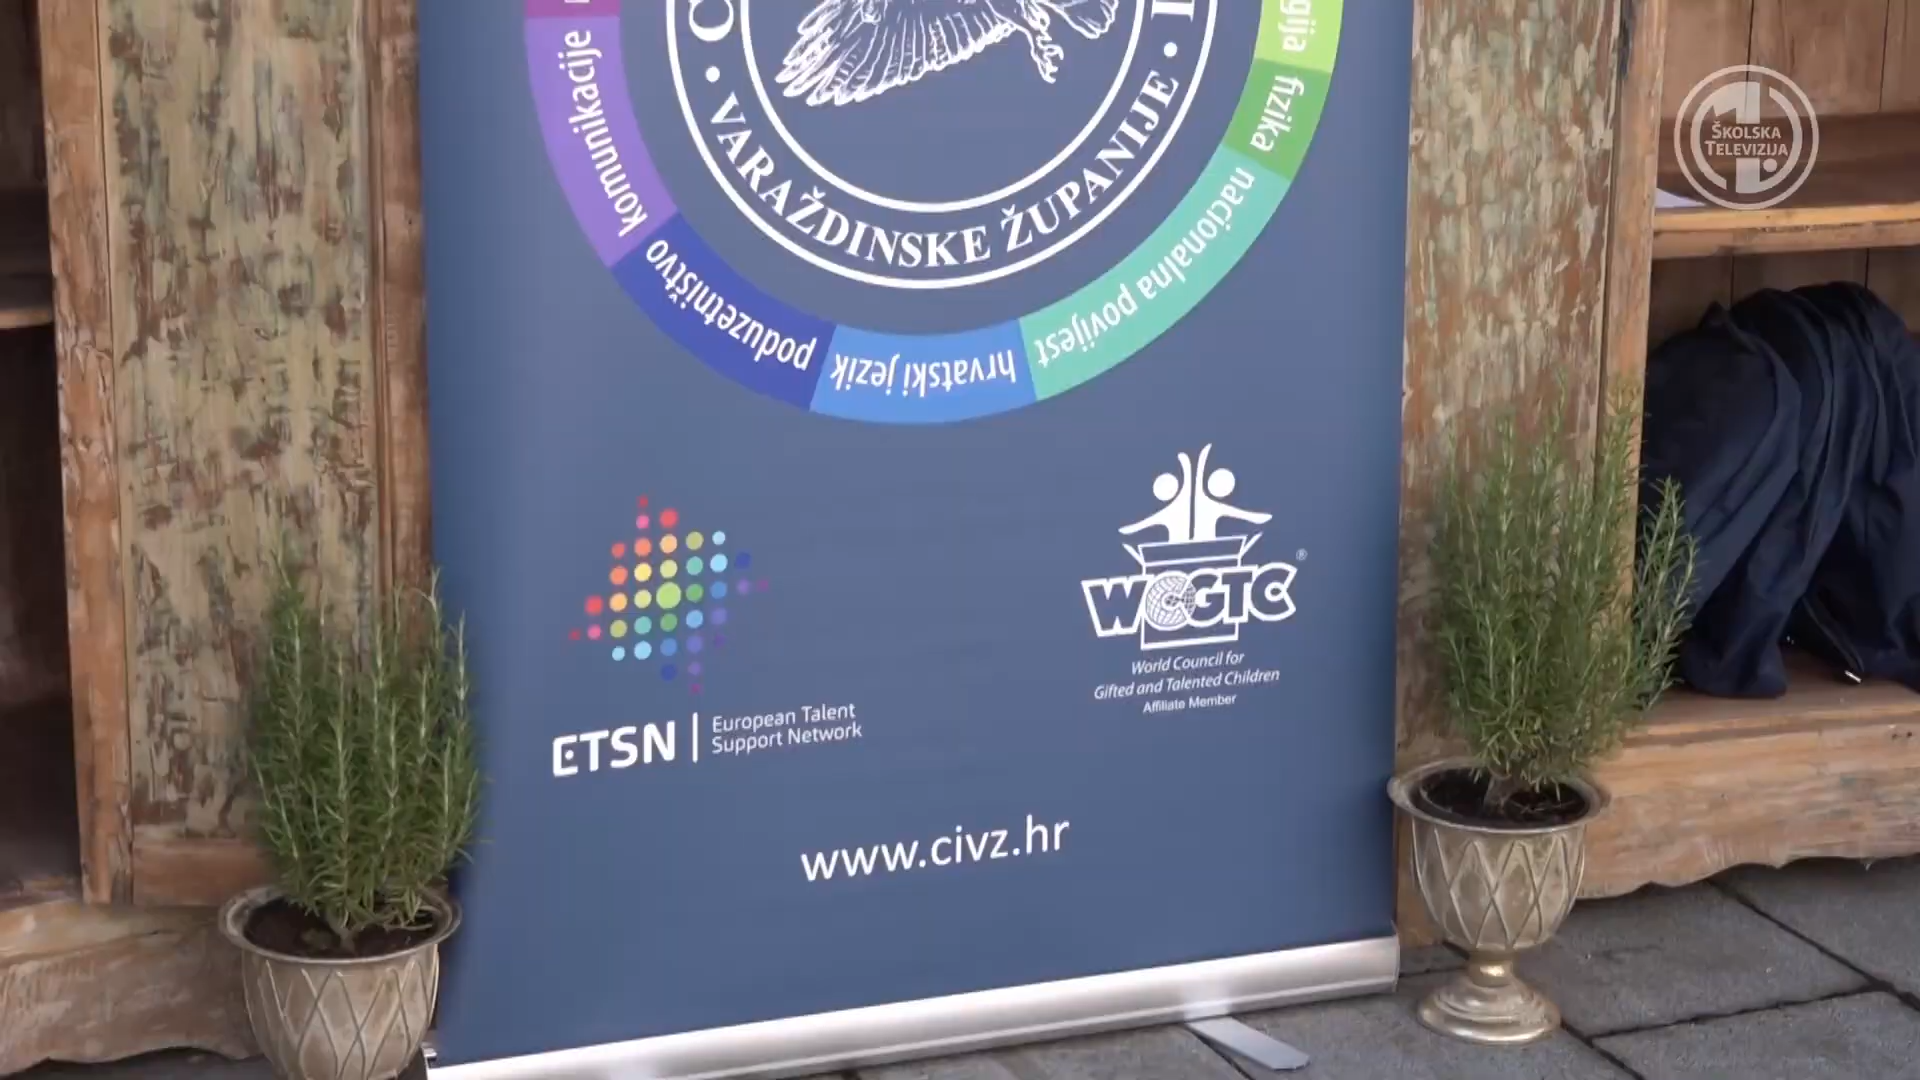 ŠKOLSKA
TELEVIZIJA
• VARAŽDINSKE ŽUPANIJE •
komunikacije
poduzetništvo
hrvatski jezik
nacionalna povijest
fizika
WCGTC®
World Council for
Gifted and Talented Children
Affiliate Member
ETSN | European Talent
Support Network
www.civz.hr